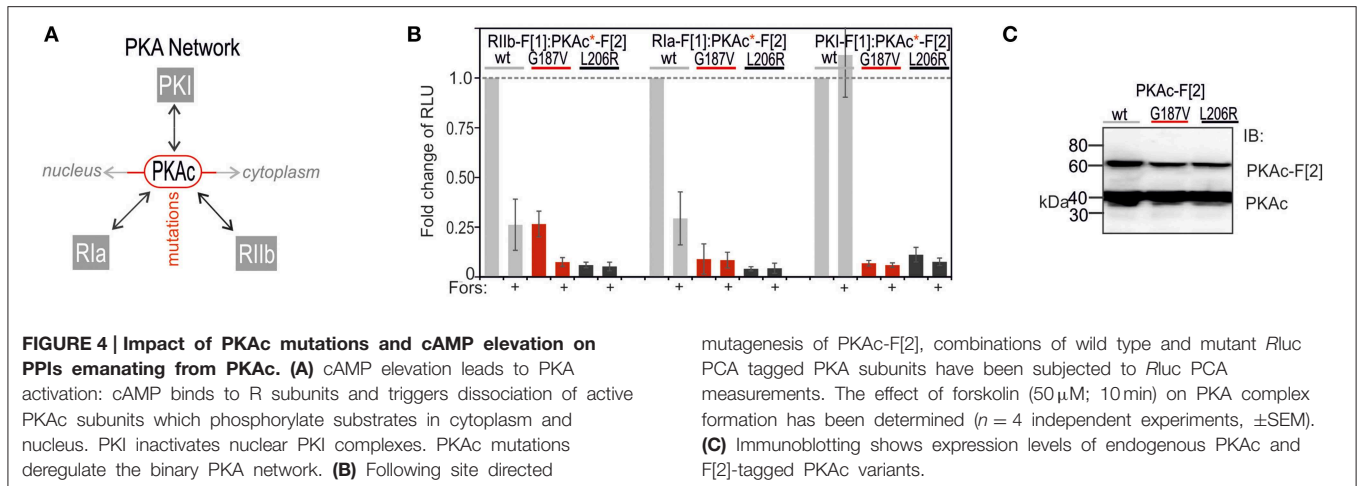 A
PKA Network
PKI
nucleus
PKAc
cytoplasm
mutations
RIa
RIIb
B
RIIb-F[1]:PKAc*-F[2]
RIa-F[1]:PKAc*-F[2]
PKI-F[1]:PKAc*-F[2]
wt G187V L206R
wt G187V L206R
wt G187V L206R
Fold change of RLU
1.0
0.75
0.50
0.25
0
Fors: + + + + + + + + +
C
PKAc-F[2]
wt G187V L206R
IB:
80
60
PKAc-F[2]
kDa 40
PKAc
30
FIGURE 4 | Impact of PKAc mutations and cAMP elevation on
PPIs emanating from PKAc. (A) cAMP elevation leads to PKA
activation: cAMP binds to R subunits and triggers dissociation of active
PKAc subunits which phosphorylate substrates in cytoplasm and
nucleus. PKI inactivates nuclear PKI complexes. PKAc mutations
deregulate the binary PKA network. (B) Following site directed
mutagenesis of PKAc-F[2], combinations of wild type and mutant Rluc
PCA tagged PKA subunits have been subjected to Rluc PCA
measurements. The effect of forskolin (50 μM; 10 min) on PKA complex
formation has been determined (n = 4 independent experiments, ±SEM).
(C) Immunoblotting shows expression levels of endogenous PKAc and
F[2]-tagged PKAc variants.